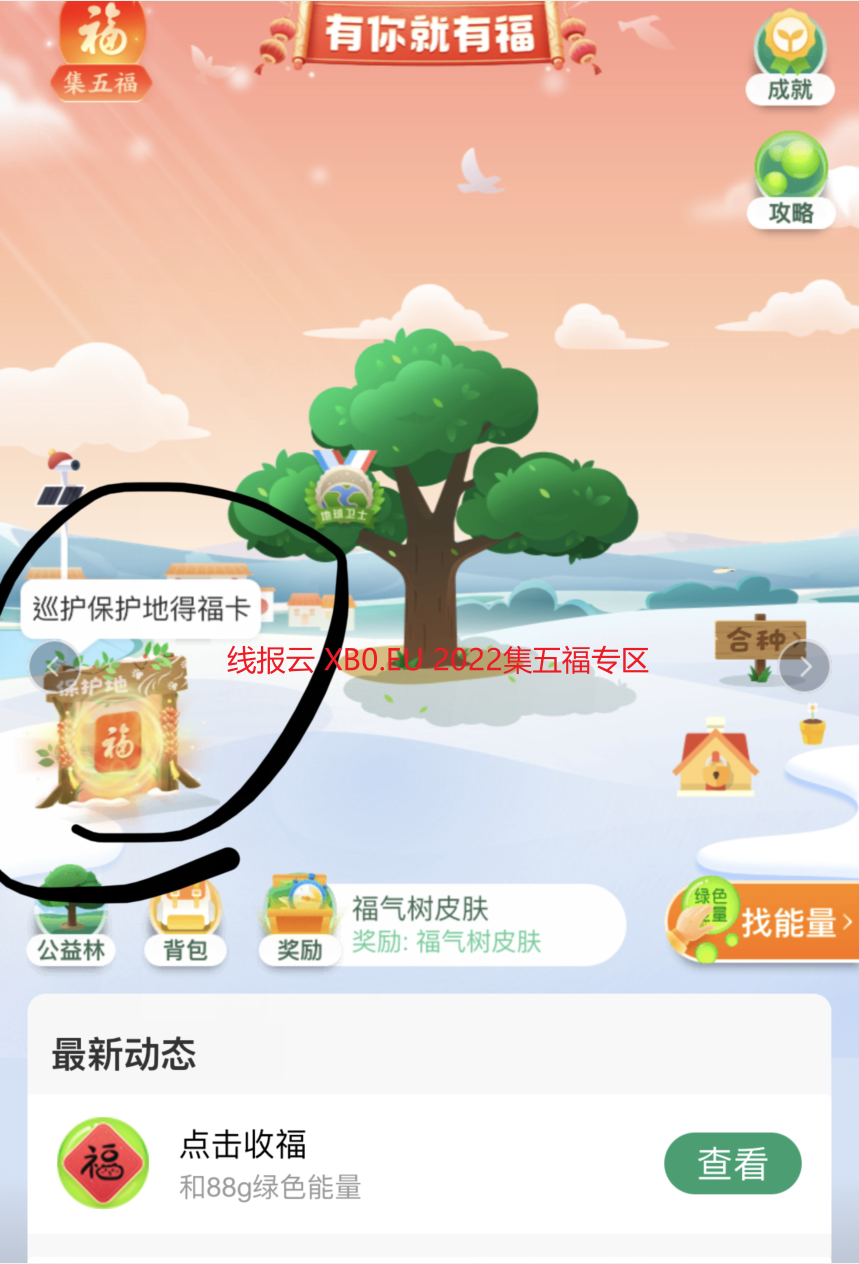 福
集五福
有你就有福
成就
攻略
地球卫士
巡护保护地得福卡
线报云 XB0.EU 2022集五福专区
合种
保护地
福
绿色
能量
找能量
公益林
背包
奖励
福气树皮肤
奖励: 福气树皮肤
最新动态
福
点击收福
和88g绿色能量
查看